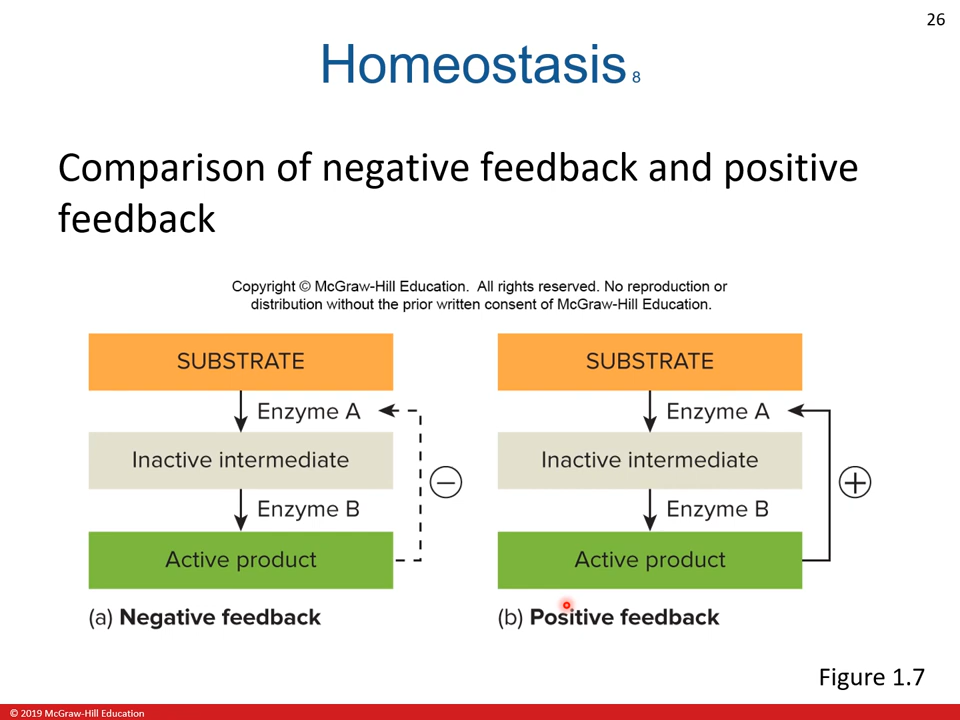 26
Homeostasis 8
Comparison of negative feedback and positive
feedback
Copyright © McGraw-Hill Education. All rights reserved. No reproduction or
distribution without the prior written consent of McGraw-Hill Education.
SUBSTRATE
Enzyme A
Inactive intermediate
−
Enzyme B
Active product
(a) Negative feedback
SUBSTRATE
Enzyme A
Inactive intermediate
+
Enzyme B
Active product
(b) Positive feedback
Figure 1.7
© 2019 McGraw-Hill Education